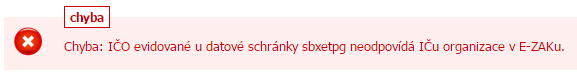 chyba
Chyba: IČO evidované u datové schránky sbxetpg neodpovídá IČu organizace v E-ZAKu.